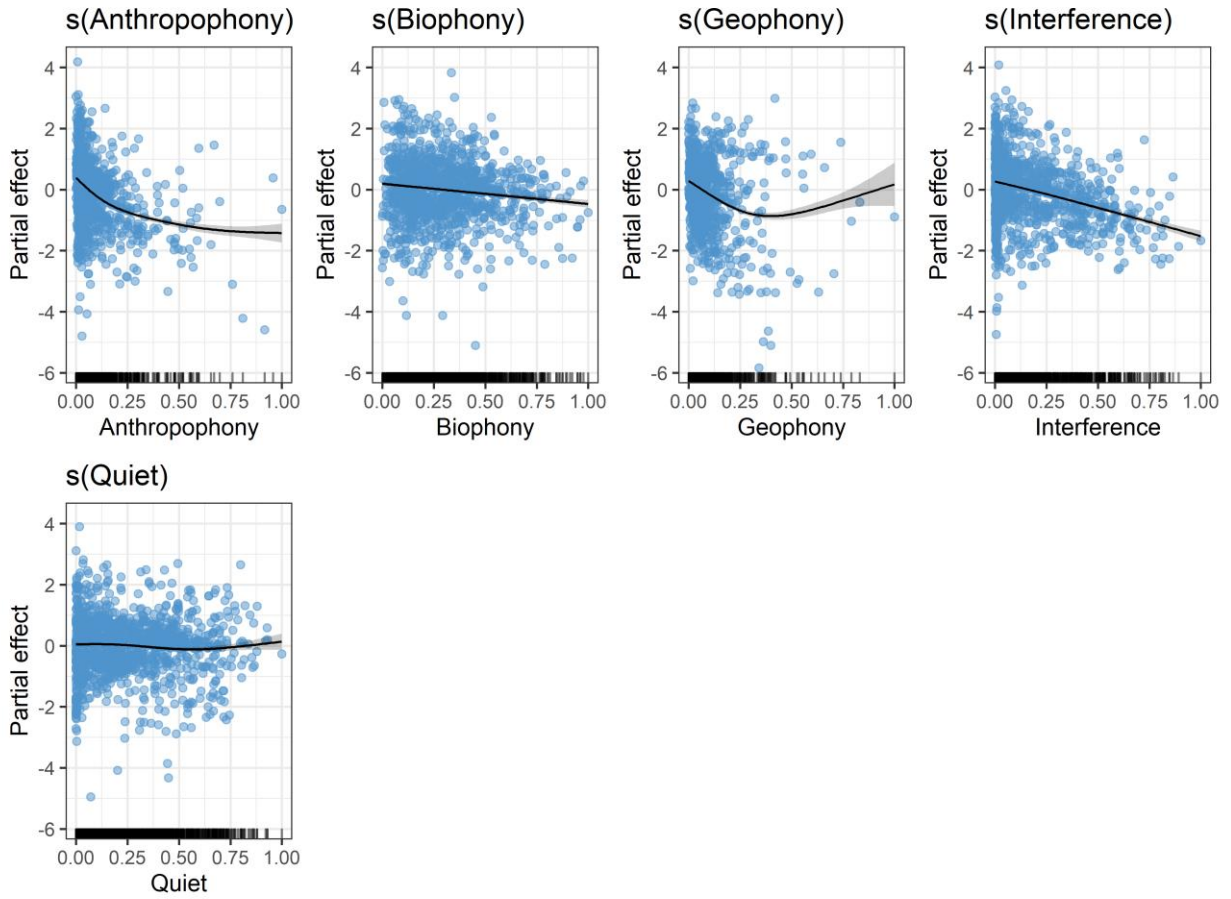 s(Anthropophony) s(Biophony) s(Geophony) s(Interference)
Partial effect Partial effect Partial effect Partial effect
4 4 4 4
2 2 2 2
0 0 0 0
-2 -2 -2 -2
-4 -4 -4 -4
-6 -6 -6 -6
0.00 0.25 0.50 0.75 1.00 0.00 0.25 0.50 0.75 1.00 0.00 0.25 0.50 0.75 1.00 0.00 0.25 0.50 0.75 1.00
Anthropophony Biophony Geophony Interference
s(Quiet)
Partial effect
4
2
0
-2
-4
-6
0.00 0.25 0.50 0.75 1.00
Quiet